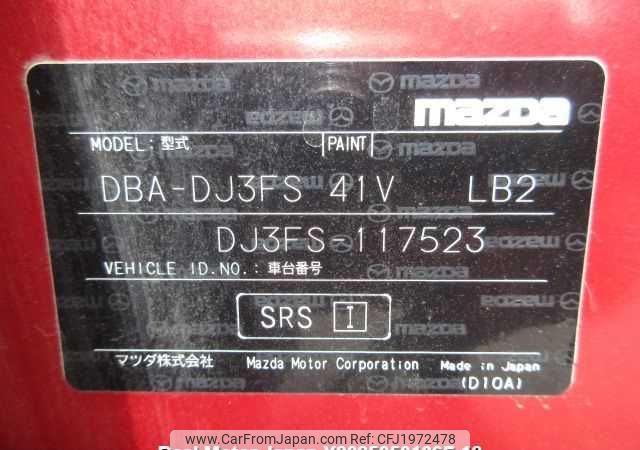 mazda
MODEL: 型式 PAINT
DBA-DJ3FS 41V LB2
DJ3FS-117523
VEHICLE ID.NO.: 車台番号
SRS I
マツダ株式会社 Mazda Motor Corporation Made in Japan
(D10A)
© www.CarFromJapan.com CFJ1972478